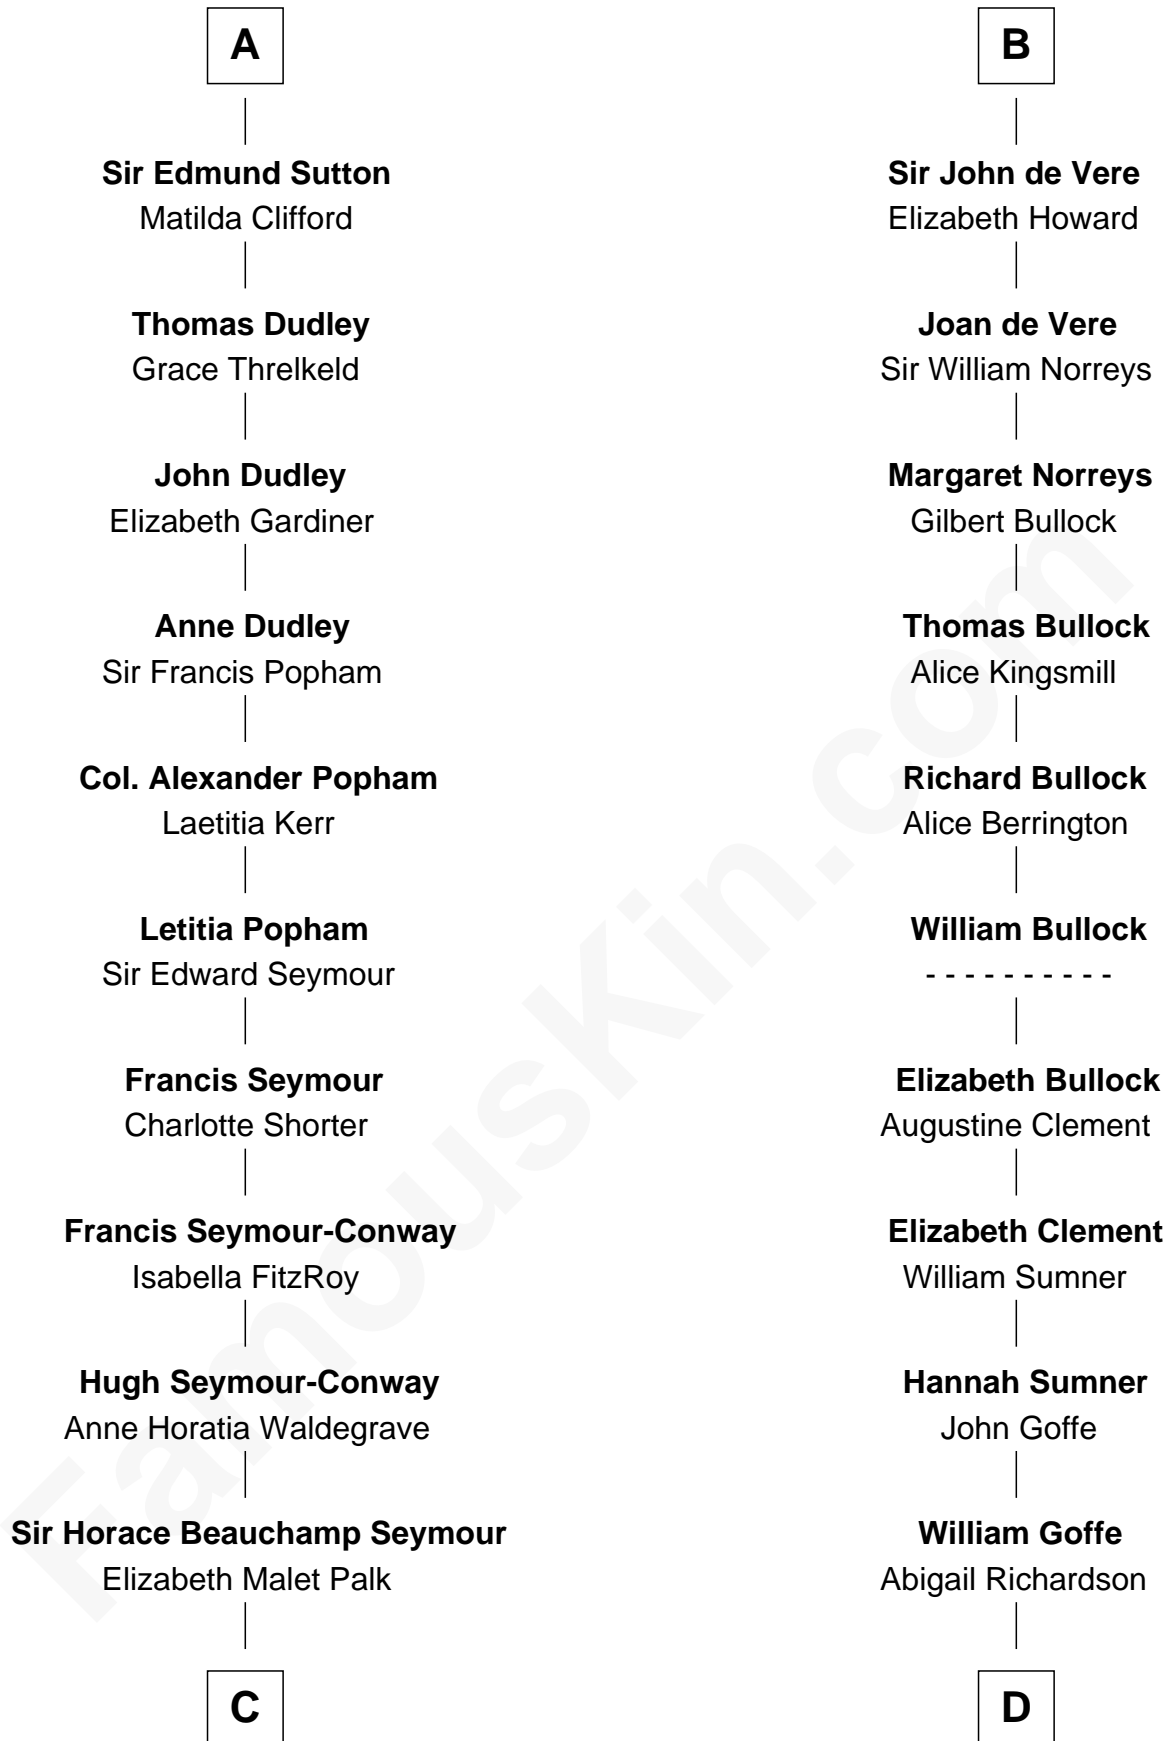 A
Sir Edmund Sutton
Matilda Clifford
Thomas Dudley
Grace Threlkeld
John Dudley
Elizabeth Gardiner
Anne Dudley
Sir Francis Popham
Col. Alexander Popham
Laetitia Kerr
Letitia Popham
Sir Edward Seymour
Francis Seymour
Charlotte Shorter
Francis Seymour-Conway
Isabella FitzRoy
Hugh Seymour-Conway
Anne Horatia Waldegrave
Sir Horace Beauchamp Seymour
Elizabeth Malet Palk
C
B
Sir John de Vere
Elizabeth Howard
Joan de Vere
Sir William Norreys
Margaret Norreys
Gilbert Bullock
Thomas Bullock
Alice Kingsmill
Richard Bullock
Alice Berrington
William Bullock
- - - - - - - - - -
Elizabeth Bullock
Augustine Clement
Elizabeth Clement
William Sumner
Hannah Sumner
John Goffe
William Goffe
Abigail Richardson
D
FamousKin.com